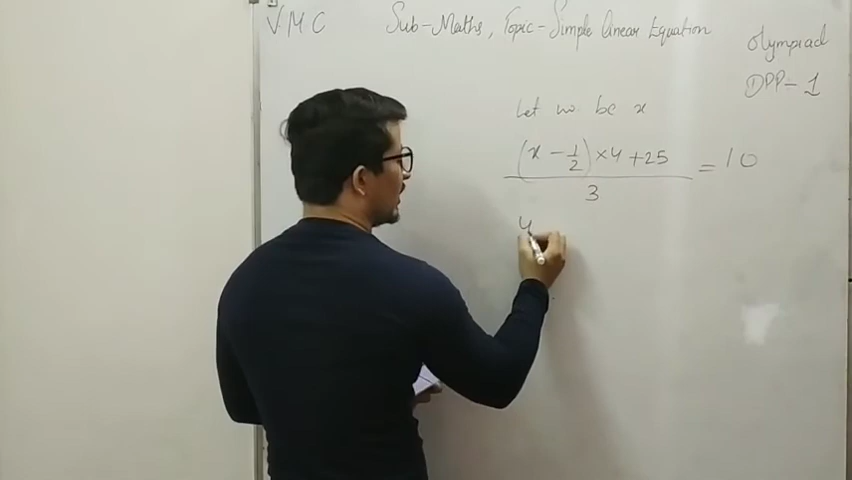 VMC
Sub-Maths, Topic-Simple linear Equation
Olympiad
DPP-1
Let no. be x
((x - 1/2) × 4 + 25) / 3 = 10
4